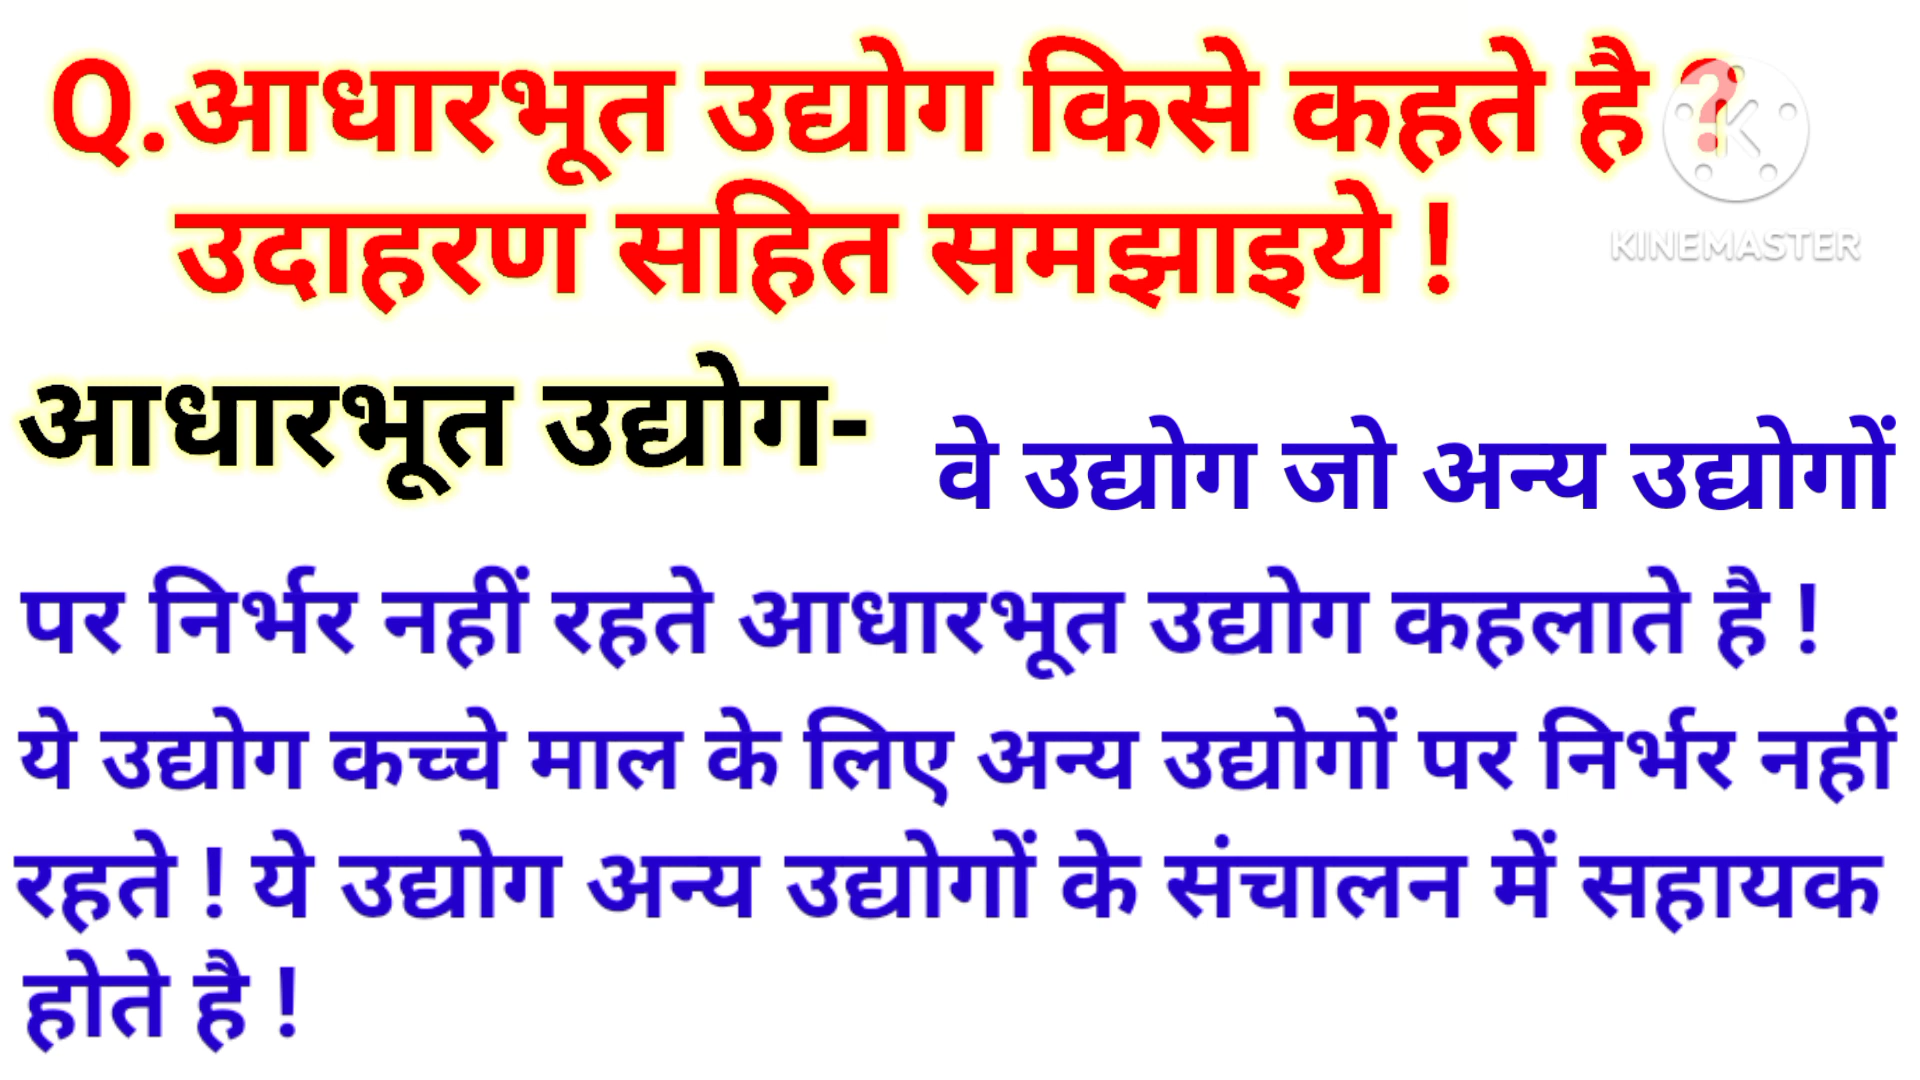 Q.आधारभूत उद्योग किसे कहते है ?
उदाहरण सहित समझाइये !
KINEMASTER
आधारभूत उद्योग- वे उद्योग जो अन्य उद्योगों
पर निर्भर नहीं रहते आधारभूत उद्योग कहलाते है !
ये उद्योग कच्चे माल के लिए अन्य उद्योगों पर निर्भर नहीं
रहते ! ये उद्योग अन्य उद्योगों के संचालन में सहायक
होते है !